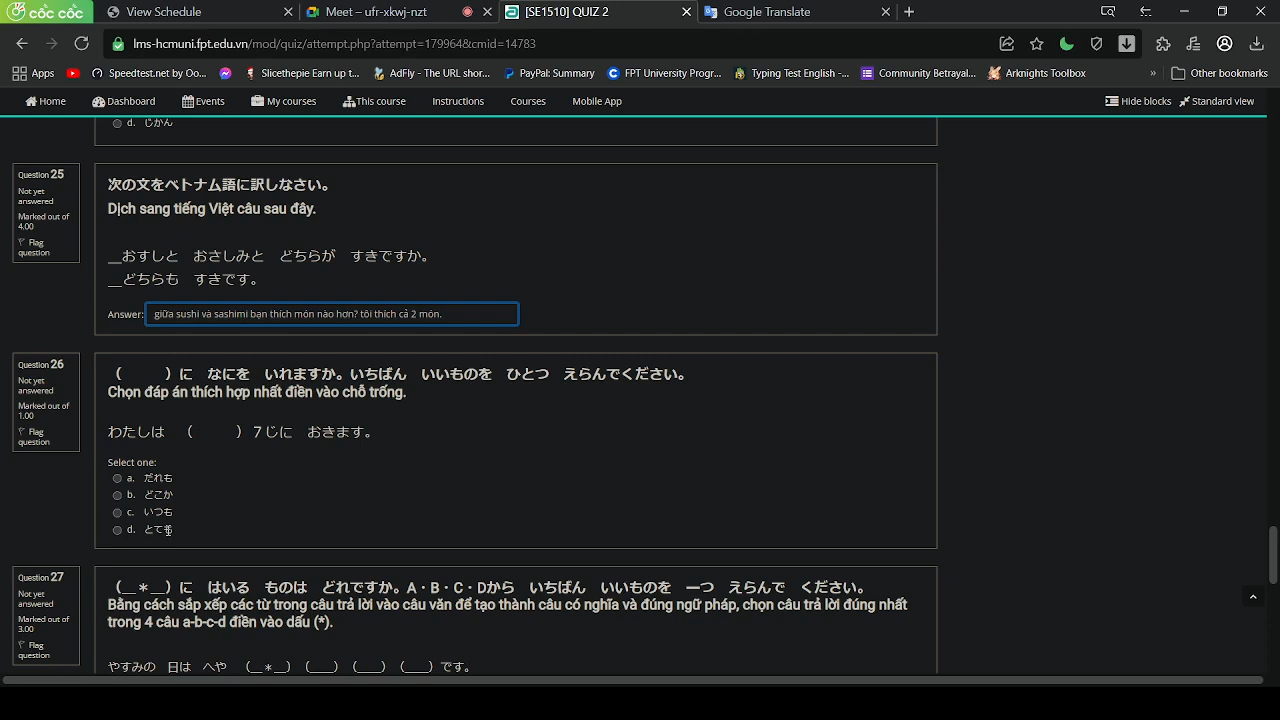 cốc cốc
View Schedule
Meet – ufr-xkwj-nzt
[SE1510] QUIZ 2
Google Translate
lms-hcmuni.fpt.edu.vn/mod/quiz/attempt.php?attempt=179964&cmid=14783
Apps
Speedtest.net by Oo...
Slicethepie Earn up t...
AdFly - The URL shor...
PayPal: Summary
FPT University Progr...
Typing Test English -...
Community Betrayal...
Arknights Toolbox
»
Other bookmarks
Home
Dashboard
Events
My courses
This course
Instructions
Courses
Mobile App
Hide blocks
Standard view
d. じかん
Question 25
Not yet
answered
Marked out of
4.00
Flag
question
次の文をベトナム語に訳しなさい。
Dịch sang tiếng Việt câu sau đây.
__おすしと おさしみと どちらが すきですか。
__どちらも すきです。
Answer: giữa sushi và sashimi bạn thích món nào hơn? tôi thích cả 2 món.
Question 26
Not yet
answered
Marked out of
1.00
Flag
question
（ ）に なにを いれますか。いちばん いいものを ひとつ えらんでください。
Chọn đáp án thích hợp nhất điền vào chỗ trống.
わたしは （ ）７じに おきます。
Select one:
a. だれも
b. どこか
c. いつも
d. とても
Question 27
Not yet
answered
Marked out of
3.00
Flag
question
（__*__）に はいる ものは どれですか。A・B・C・Dから いちばん いいものを 一つ えらんで ください。
Bằng cách sắp xếp các từ trong câu trả lời vào câu văn để tạo thành câu có nghĩa và đúng ngữ pháp, chọn câu trả lời đúng nhất
trong 4 câu a-b-c-d điền vào dấu (*).
やすみの 日は へや （__*__）（___）（___）（___）です。